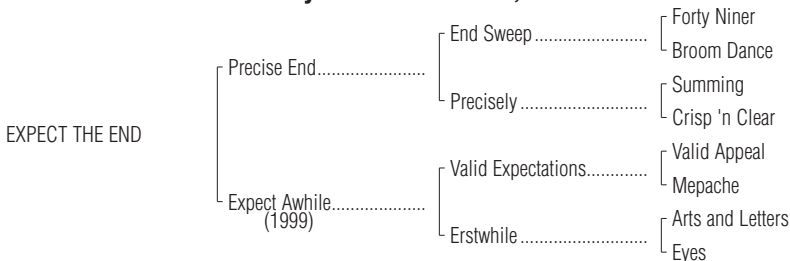 Forty Niner
End Sweep........................
Broom Dance
Precise End.......................
Summing
Precisely...........................
Crisp 'n Clear
EXPECT THE END
Valid Appeal
Valid Expectations.............
Mepache
Expect Awhile....................
(1999)
Arts and Letters
Erstwhile...........................
Eyes